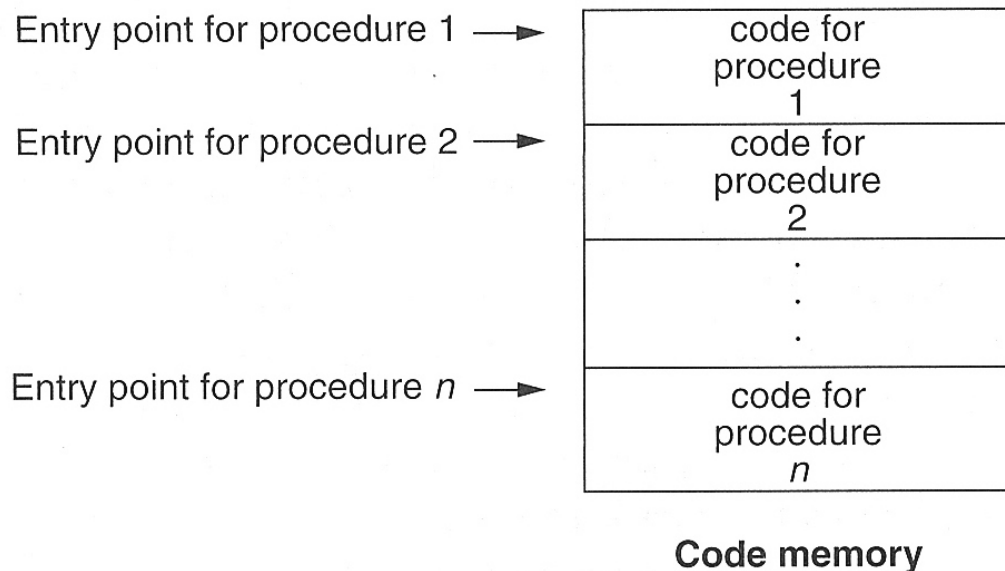 Entry point for procedure 1
code for
procedure
1
Entry point for procedure 2
code for
procedure
2
.
.
.
Entry point for procedure n
code for
procedure
n
Code memory